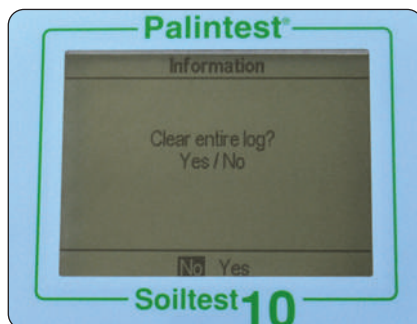 Palintest®
Information
Clear entire log?
Yes / No
No Yes
Soiltest 10